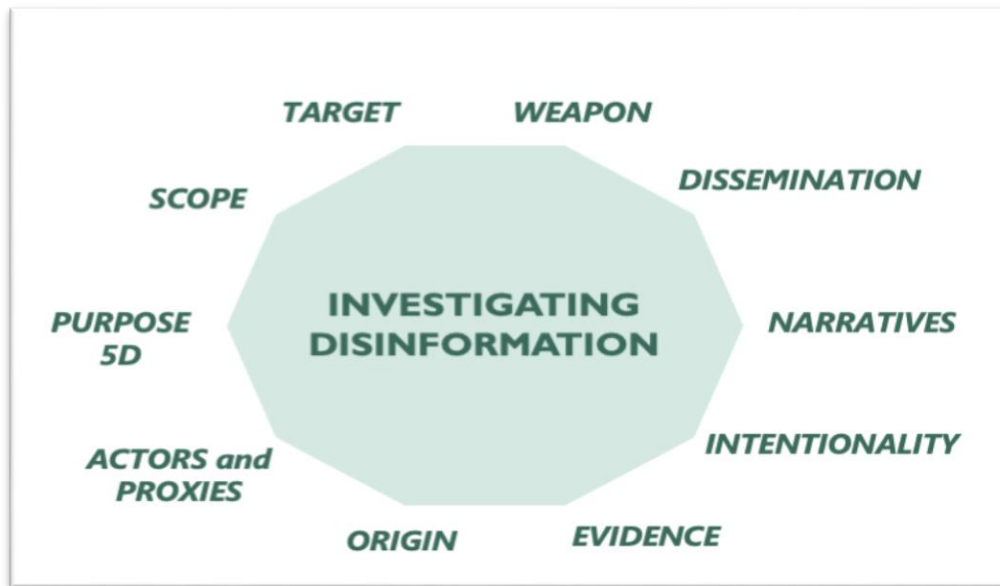 TARGET
WEAPON
SCOPE
DISSEMINATION
PURPOSE
5D
INVESTIGATING
DISINFORMATION
NARRATIVES
ACTORS and
PROXIES
INTENTIONALITY
ORIGIN
EVIDENCE